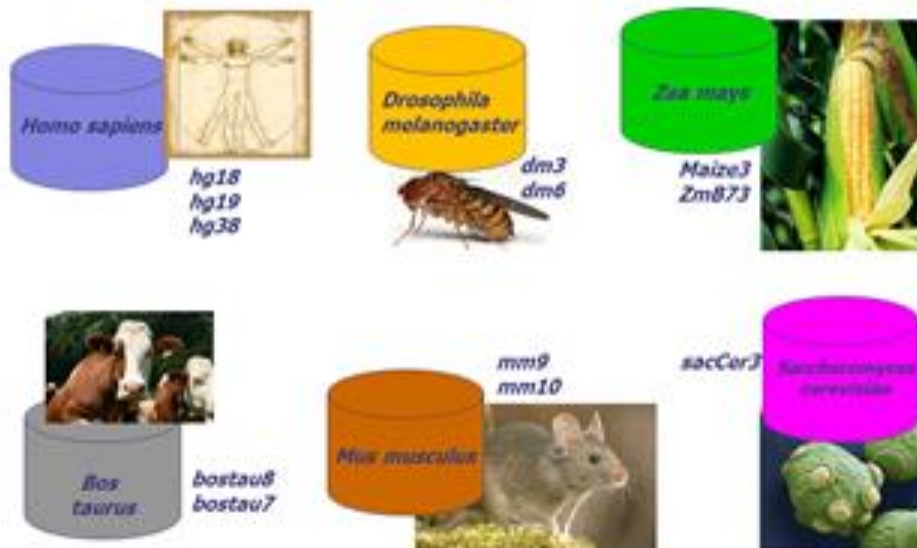 Homo sapiens
hg18
hg19
hg38
Drosophila
melanogaster
dm3
dm6
Zea mays
Maize3
ZmB73
Bos
taurus
bostau8
bostau7
Mus musculus
mm9
mm10
sacCer3
Saccharomyces
cerevisiae